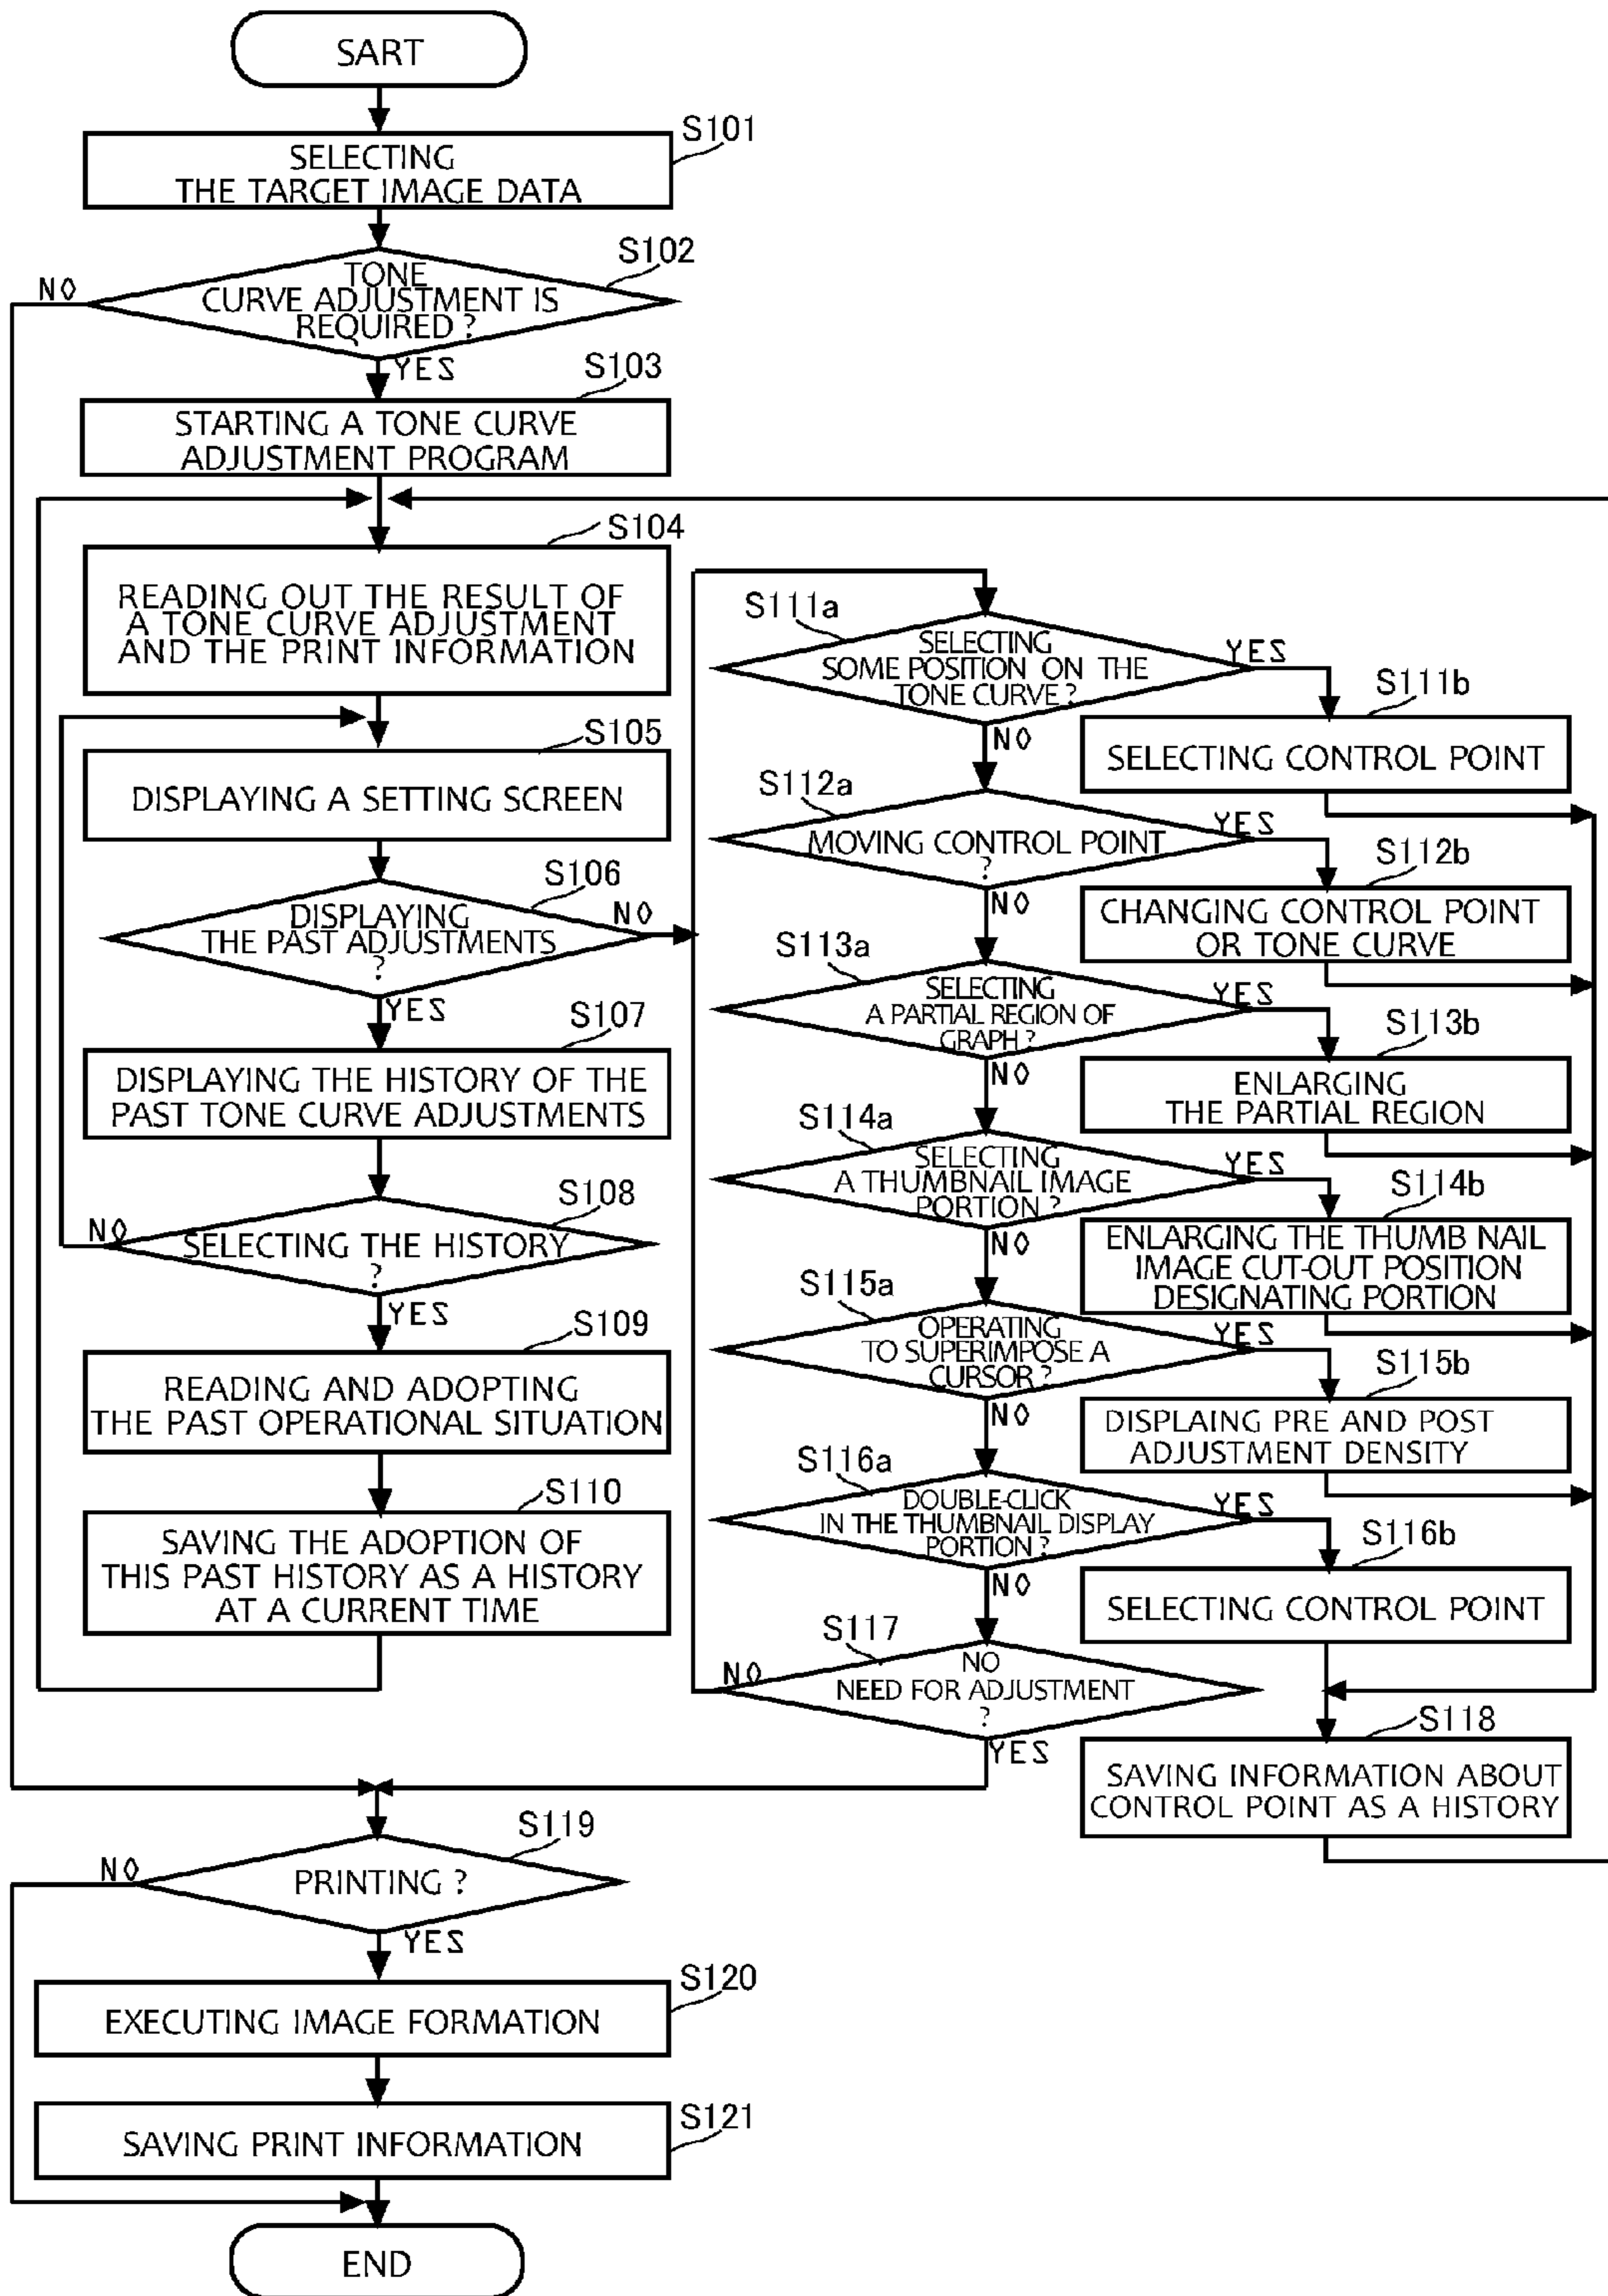 SART
S101
SELECTING
THE TARGET IMAGE DATA
S102
NO
TONE
CURVE ADJUSTMENT IS
REQUIRED ?
YES
S103
STARTING A TONE CURVE
ADJUSTMENT PROGRAM
S104
READING OUT THE RESULT OF
A TONE CURVE ADJUSTMENT
AND THE PRINT INFORMATION
S105
DISPLAYING A SETTING SCREEN
S106
DISPLAYING
THE PAST ADJUSTMENTS
?
NO
YES
S107
DISPLAYING THE HISTORY OF THE
PAST TONE CURVE ADJUSTMENTS
S108
NO
SELECTING THE HISTORY
?
YES
S109
READING AND ADOPTING
THE PAST OPERATIONAL SITUATION
S110
SAVING THE ADOPTION OF
THIS PAST HISTORY AS A HISTORY
AT A CURRENT TIME
S111a
SELECTING
SOME POSITION ON THE
TONE CURVE ?
YES
NO
S111b
SELECTING CONTROL POINT
S112a
MOVING CONTROL POINT
?
YES
NO
S112b
CHANGING CONTROL POINT
OR TONE CURVE
S113a
SELECTING
A PARTIAL REGION OF
GRAPH ?
YES
NO
S113b
ENLARGING
THE PARTIAL REGION
S114a
SELECTING
A THUMBNAIL IMAGE
PORTION ?
YES
NO
S114b
ENLARGING THE THUMB NAIL
IMAGE CUT-OUT POSITION
DESIGNATING PORTION
S115a
OPERATING
TO SUPERIMPOSE A
CURSOR ?
YES
NO
S115b
DISPLAING PRE AND POST
ADJUSTMENT DENSITY
S116a
DOUBLE-CLICK
IN THE THUMBNAIL DISPLAY
PORTION ?
YES
NO
S116b
SELECTING CONTROL POINT
S117
NO
NO
NEED FOR ADJUSTMENT
?
YES
S118
SAVING INFORMATION ABOUT
CONTROL POINT AS A HISTORY
S119
NO
PRINTING ?
YES
S120
EXECUTING IMAGE FORMATION
S121
SAVING PRINT INFORMATION
END